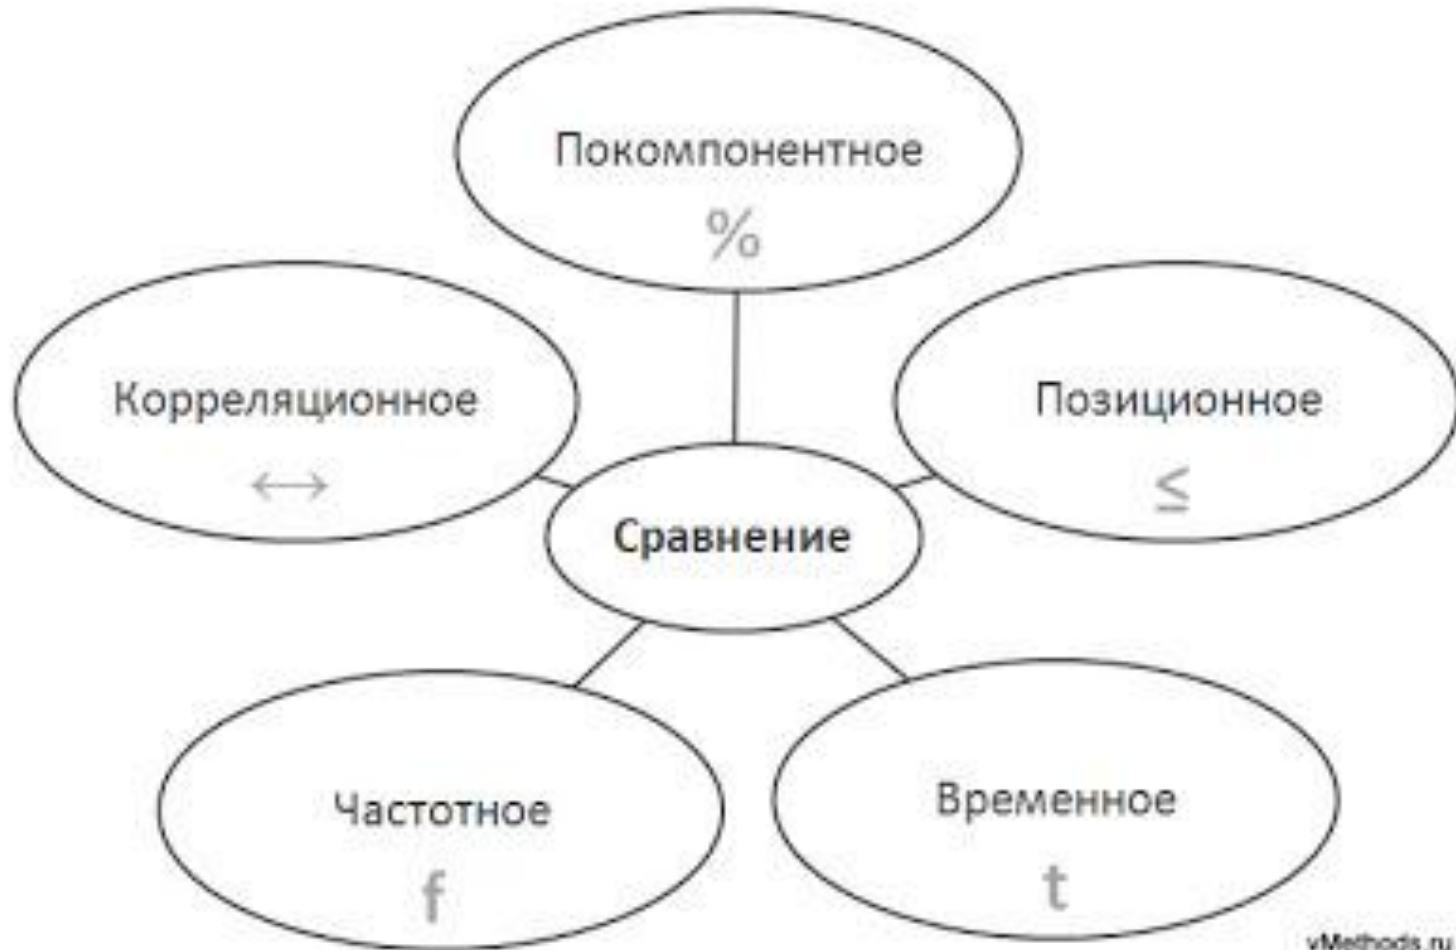 Покомпонентное
%
Корреляционное
↔
Позиционное
≤
Сравнение
Частотное
f
Временное
t
vMethods.ru